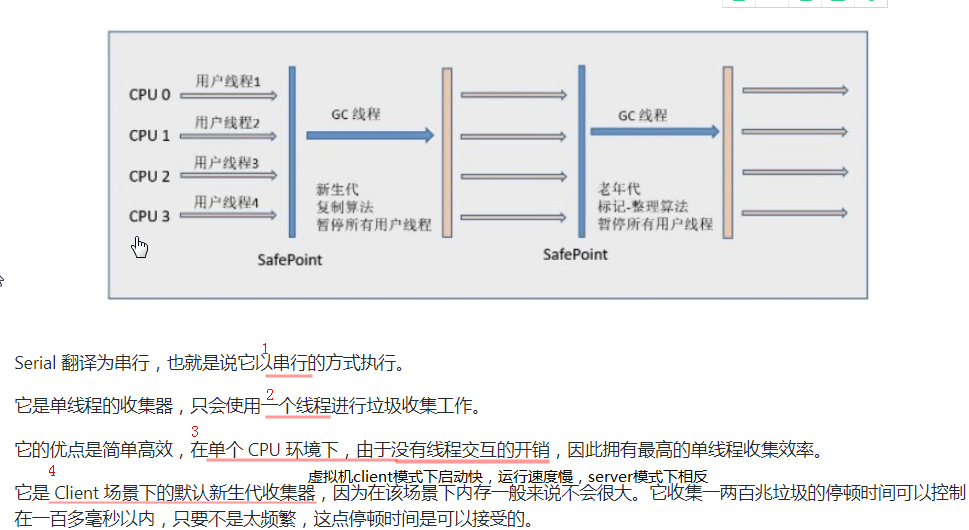 CPU 0 用户线程1
CPU 1 用户线程2
CPU 2 用户线程3
CPU 3 用户线程4
SafePoint
GC 线程
新生代
复制算法
暂停所有用户线程
SafePoint
GC 线程
老年代
标记-整理算法
暂停所有用户线程
1
Serial 翻译为串行，也就是说它以串行的方式执行。
2
它是单线程的收集器，只会使用一个线程进行垃圾收集工作。
3
它的优点是简单高效，在单个 CPU 环境下，由于没有线程交互的开销，因此拥有最高的单线程收集效率。
4
虚拟机client模式下启动快，运行速度慢，server模式下相反
它是 Client 场景下的默认新生代收集器，因为在该场景下内存一般来说不会很大。它收集一两百兆垃圾的停顿时间可以控制
在一百多毫秒以内，只要不是太频繁，这点停顿时间是可以接受的。